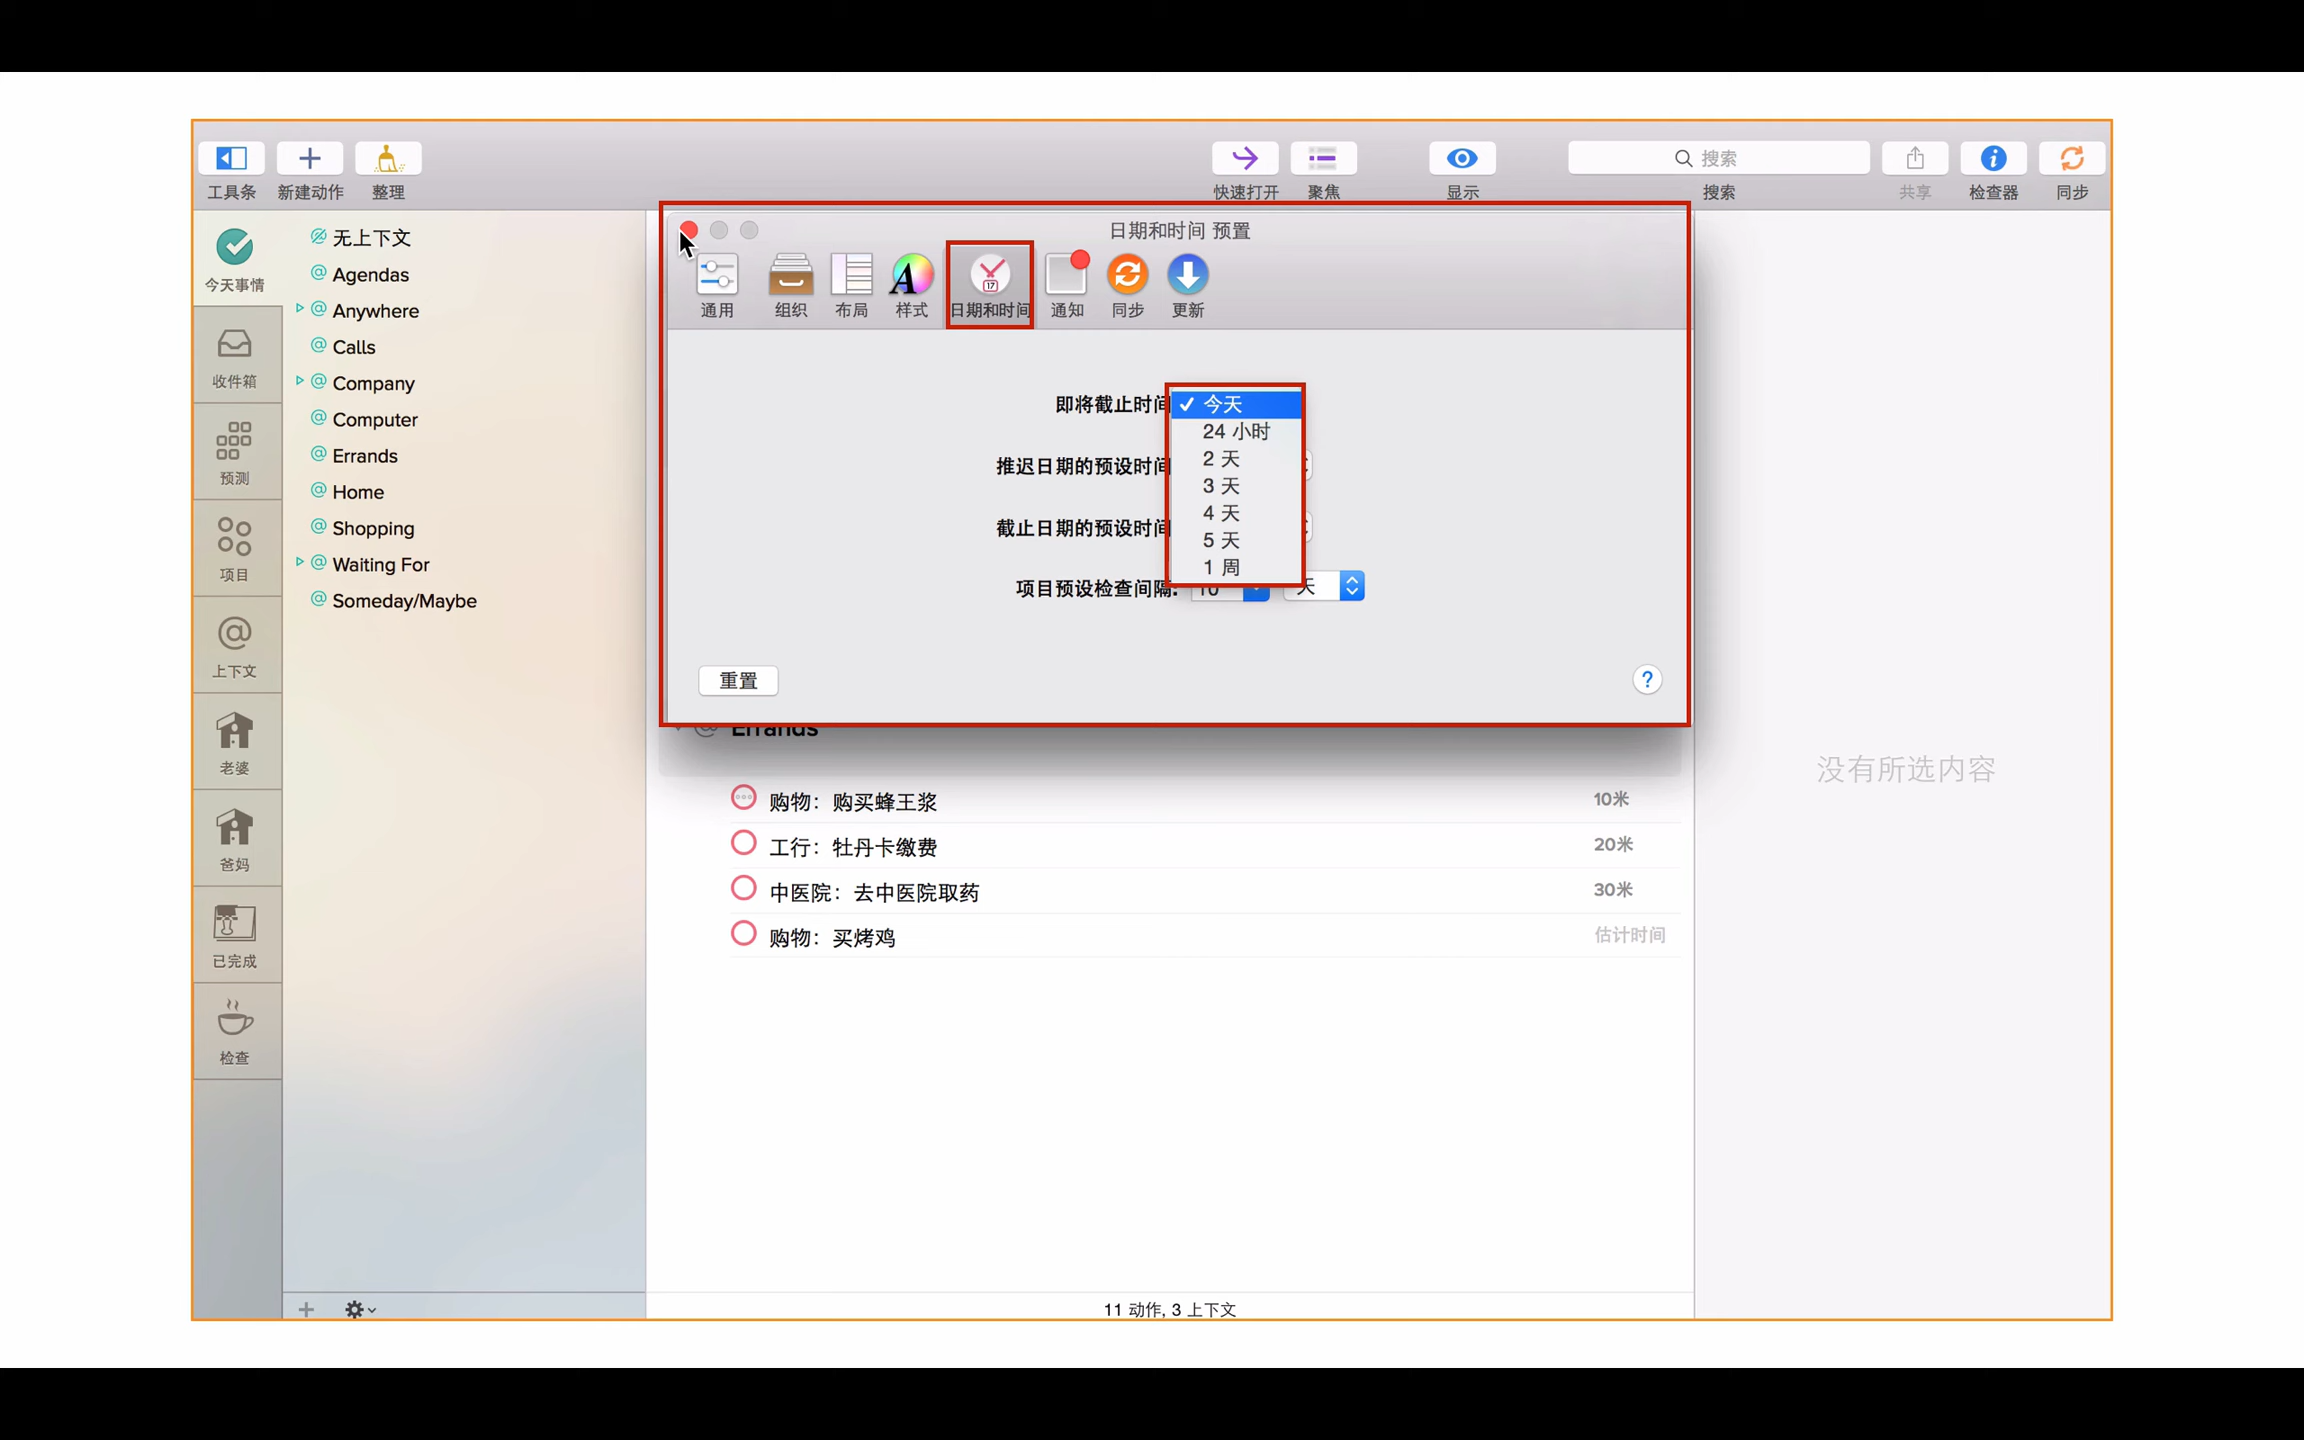 工具条
新建动作
整理
快速打开
聚焦
显示
搜索
搜索
共享
检查器
同步
今天事情
收件箱
预测
项目
上下文
老婆
爸妈
已完成
检查
无上下文
Agendas
Anywhere
Calls
Company
Computer
Errands
Home
Shopping
Waiting For
Someday/Maybe
日期和时间 预置
通用
组织
布局
样式
17
日期和时间
通知
同步
更新
即将截止时间
✓ 今天
24 小时
2 天
推迟日期的预设时间
3 天
4 天
截止日期的预设时间
5 天
1 周
项目预设检查间隔: 10 天
重置
?
Errands
购物：购买蜂王浆 10米
工行：牡丹卡缴费 20米
中医院：去中医院取药 30米
购物：买烤鸡 估计时间
没有所选内容
11 动作, 3 上下文